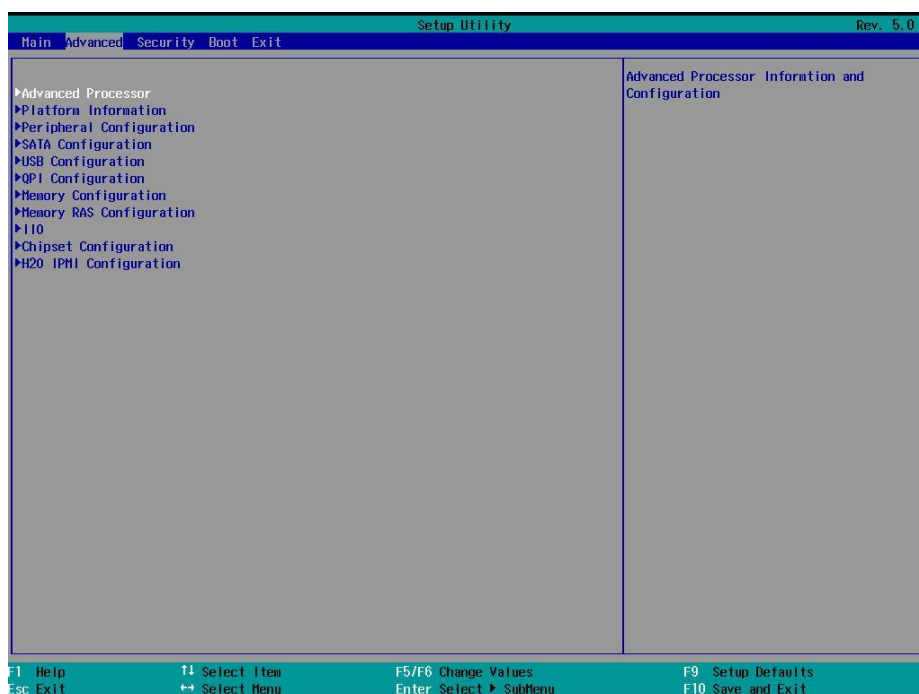 Setup Utility Rev. 5.0
Main Advanced Security Boot Exit
▶Advanced Processor
▶Platform Information
▶Peripheral Configuration
▶SATA Configuration
▶USB Configuration
▶QPI Configuration
▶Memory Configuration
▶Memory RAS Configuration
▶IIO
▶Chipset Configuration
▶H2O IPMI Configuration
Advanced Processor Informtion and
Configuration
F1 Help ↑↓ Select Item F5/F6 Change Values F9 Setup Defaults
Esc Exit ↔ Select Menu Enter Select ▶ SubMenu F10 Save and Exit